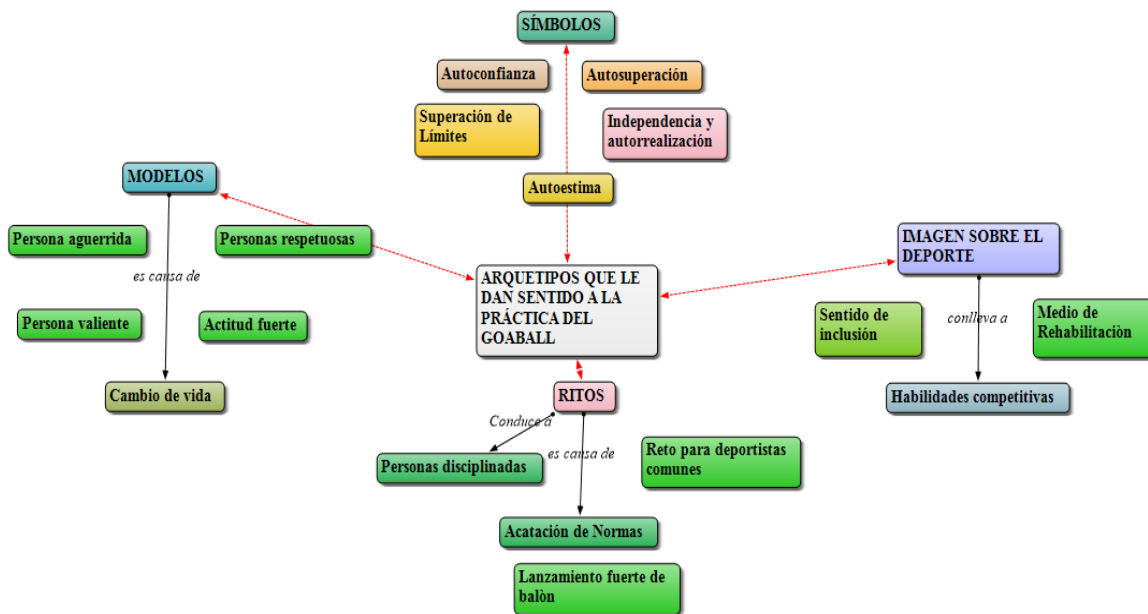 SÍMBOLOS
Autoconfianza
Autosuperación
Superación de
Límites
Independencia y
autorrealización
MODELOS
Autoestima
Persona aguerrida
Personas respetuosas
es causa de
Persona valiente
Actitud fuerte
Cambio de vida
ARQUETIPOS QUE LE
DAN SENTIDO A LA
PRÁCTICA DEL
GOABALL
IMAGEN SOBRE EL
DEPORTE
Sentido de
inclusión
conlleva a
Medio de
Rehabilitaciòn
Habilidades competitivas
RITOS
Conduce a
es causa de
Personas disciplinadas
Reto para deportistas
comunes
Acatación de Normas
Lanzamiento fuerte de
balòn